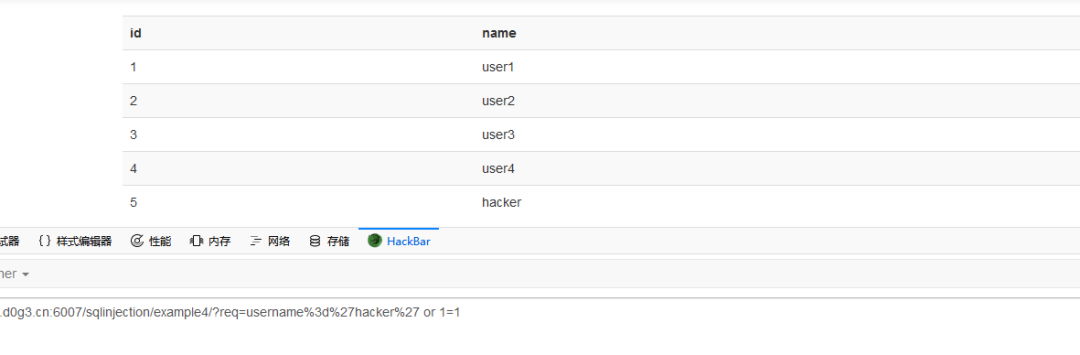 id name
1 user1
2 user2
3 user3
4 user4
5 hacker
试器 {} 样式编辑器 性能 内存 网络 存储 HackBar
her
.d0g3.cn:6007/sqlinjection/example4/?req=username%3d%27hacker%27 or 1=1